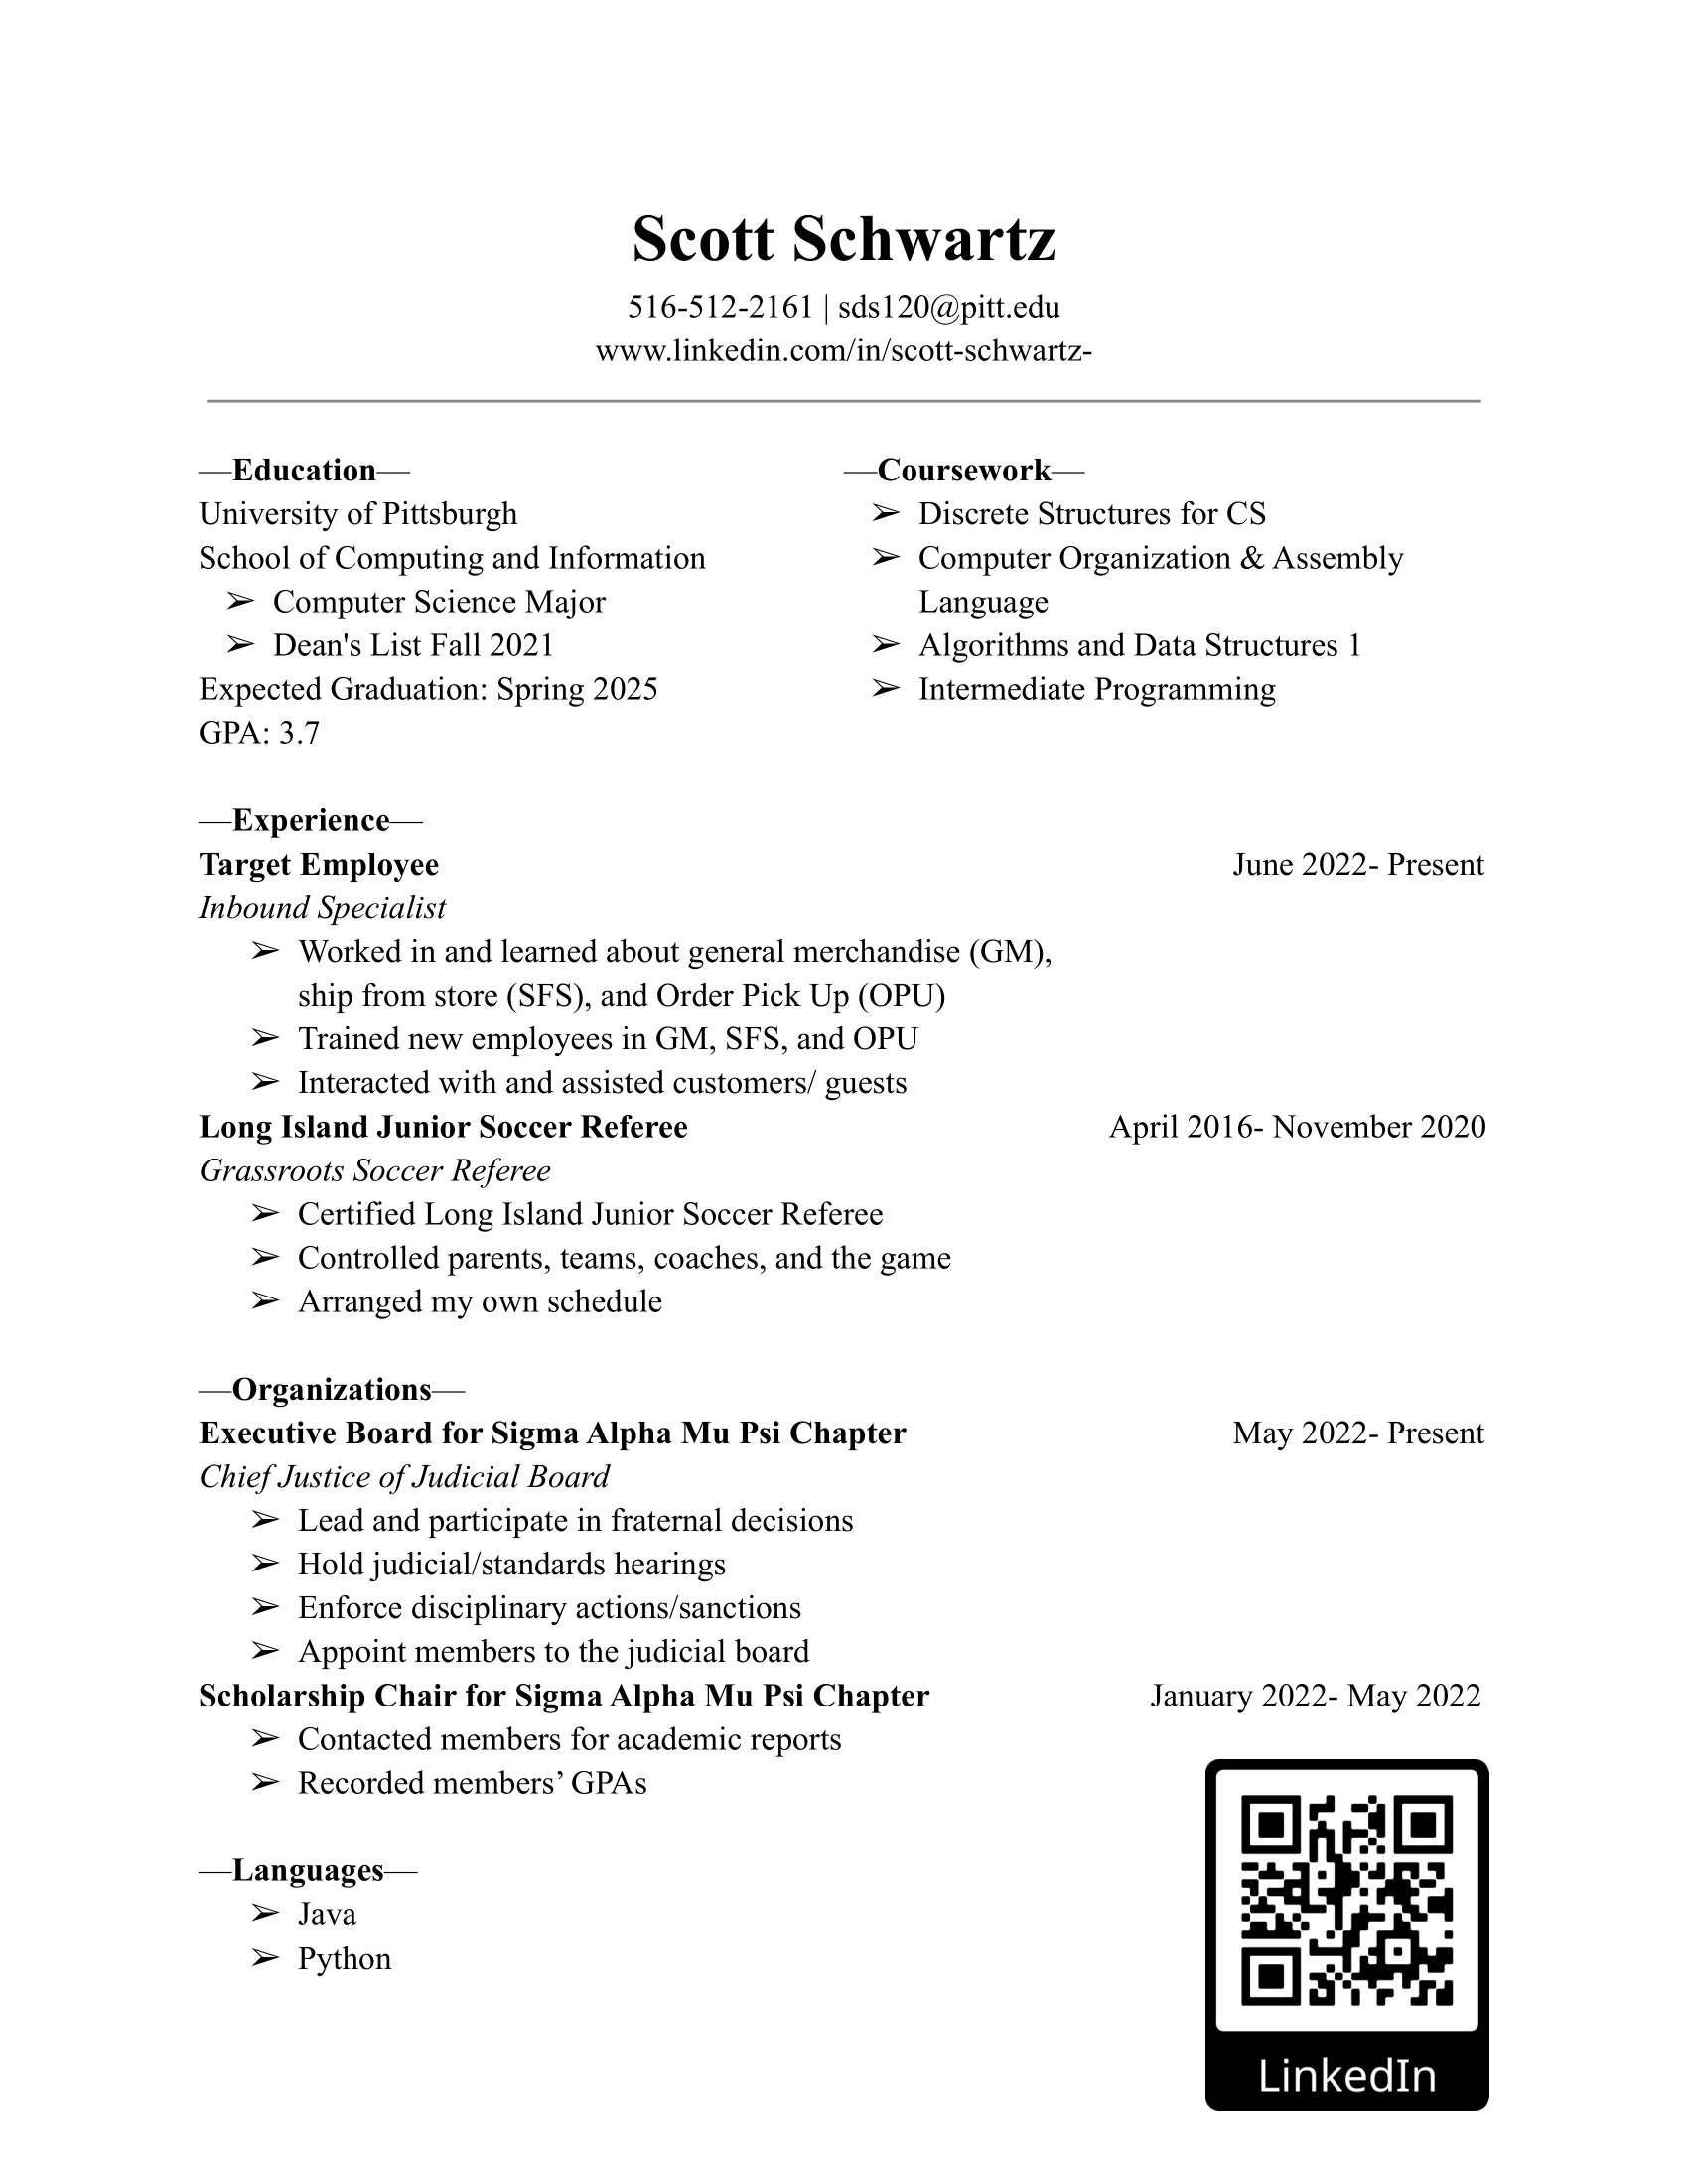 Scott Schwartz
516-512-2161 | sds120@pitt.edu
www.linkedin.com/in/scott-schwartz-
—Education—
University of Pittsburgh
School of Computing and Information
➢ Computer Science Major
➢ Dean's List Fall 2021
Expected Graduation: Spring 2025
GPA: 3.7
—Coursework—
➢ Discrete Structures for CS
➢ Computer Organization & Assembly
Language
➢ Algorithms and Data Structures 1
➢ Intermediate Programming
—Experience—
Target Employee June 2022- Present
Inbound Specialist
➢ Worked in and learned about general merchandise (GM),
ship from store (SFS), and Order Pick Up (OPU)
➢ Trained new employees in GM, SFS, and OPU
➢ Interacted with and assisted customers/ guests
Long Island Junior Soccer Referee April 2016- November 2020
Grassroots Soccer Referee
➢ Certified Long Island Junior Soccer Referee
➢ Controlled parents, teams, coaches, and the game
➢ Arranged my own schedule
—Organizations—
Executive Board for Sigma Alpha Mu Psi Chapter May 2022- Present
Chief Justice of Judicial Board
➢ Lead and participate in fraternal decisions
➢ Hold judicial/standards hearings
➢ Enforce disciplinary actions/sanctions
➢ Appoint members to the judicial board
Scholarship Chair for Sigma Alpha Mu Psi Chapter January 2022- May 2022
➢ Contacted members for academic reports
➢ Recorded members’ GPAs
—Languages—
➢ Java
➢ Python
LinkedIn